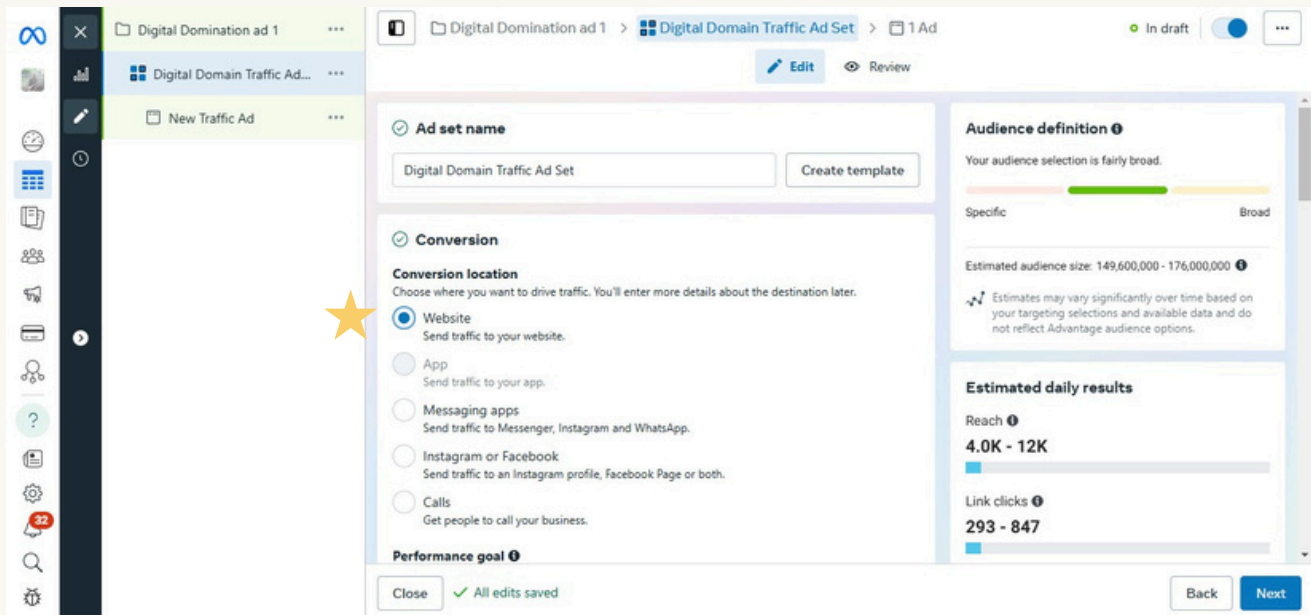 Digital Domination ad 1
Digital Domain Traffic Ad...
New Traffic Ad
32
Digital Domination ad 1 > Digital Domain Traffic Ad Set > 1 Ad
In draft
Edit
Review
Ad set name
Digital Domain Traffic Ad Set
Create template
Conversion
Conversion location
Choose where you want to drive traffic. You'll enter more details about the destination later.
Website
Send traffic to your website.
App
Send traffic to your app.
Messaging apps
Send traffic to Messenger, Instagram and WhatsApp.
Instagram or Facebook
Send traffic to an Instagram profile, Facebook Page or both.
Calls
Get people to call your business.
Performance goal
Audience definition
Your audience selection is fairly broad.
Specific
Broad
Estimated audience size: 149,600,000 - 176,000,000
Estimates may vary significantly over time based on
your targeting selections and available data and do
not reflect Advantage audience options.
Estimated daily results
Reach
4.0K - 12K
Link clicks
293 - 847
Close
All edits saved
Back
Next